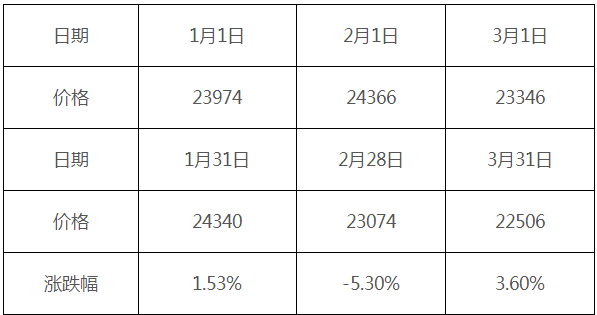 日期 1月1日 2月1日 3月1日
价格 23974 24366 23346
日期 1月31日 2月28日 3月31日
价格 24340 23074 22506
涨跌幅 1.53% -5.30% 3.60%